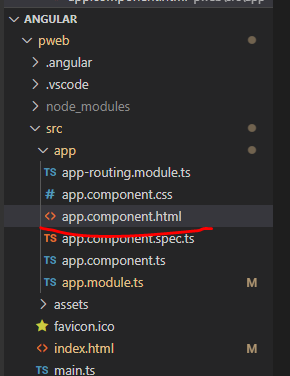 ANGULAR
pweb
.angular
.vscode
node_modules
src
app
TS app-routing.module.ts
# app.component.css
<> app.component.html
TS app.component.spec.ts
TS app.component.ts
TS app.module.ts M
assets
favicon.ico
<> index.html M
TS main.ts